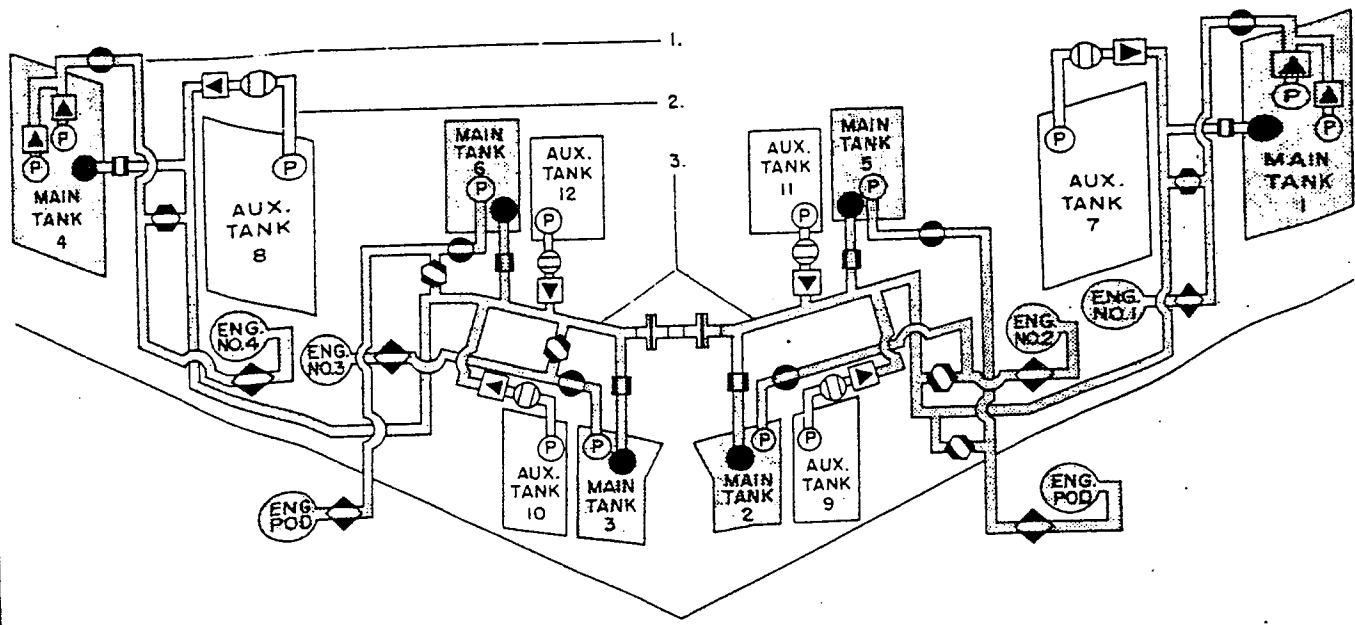 1.
2.
3.
MAIN
TANK
4
P
P
AUX.
TANK
8
P
MAIN
TANK
6
P
AUX.
TANK
12
P
AUX.
TANK
11
P
MAIN
TANK
5
P
AUX.
TANK
7
P
P
P
MAIN
TANK
1
ENG.
NO.4
ENG.
NO.3
ENG.
NO.2
ENG.
NO.1
ENG.
POD
AUX.
TANK
10
P
MAIN
TANK
3
P
MAIN
TANK
2
P
AUX.
TANK
9
P
ENG.
POD